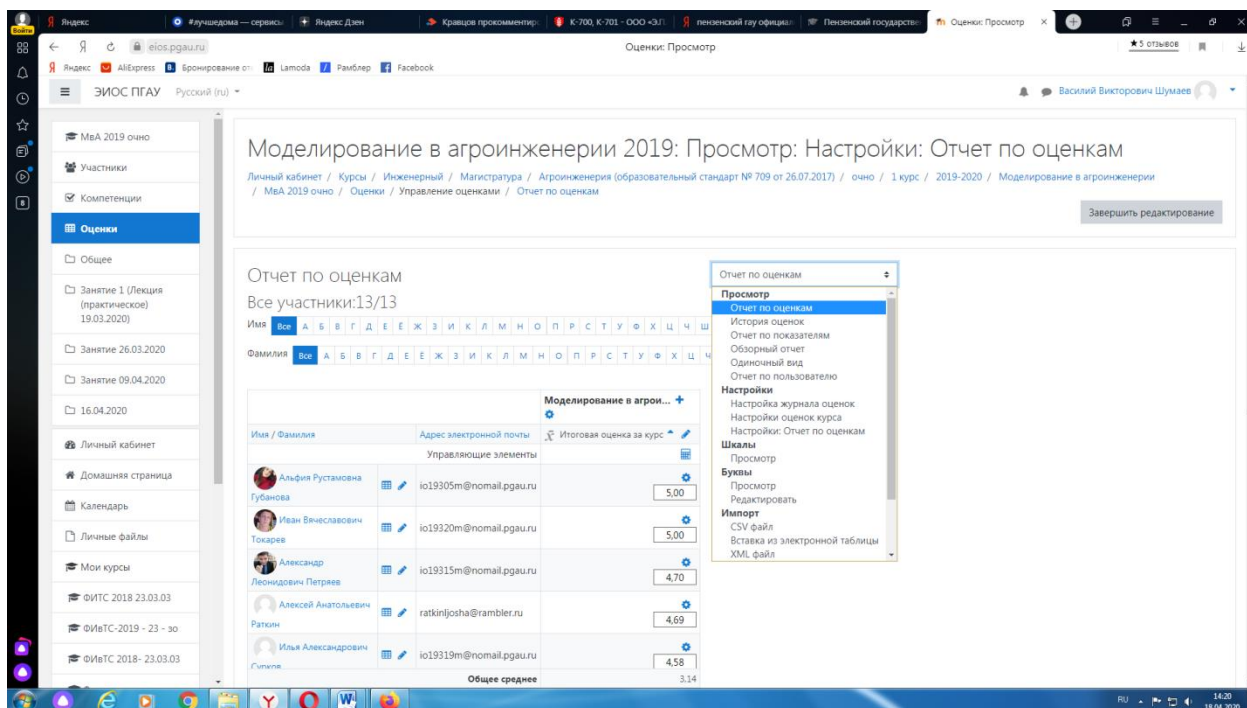 Яндекс
#лучшедома — сервисы
Яндекс Дзен
Кравцов прокомментиро
К-700, К-701 - ООО «ЭЛ
пензенский гау официал
Пензенский государстве
Оценки: Просмотр
Войти
eios.pgau.ru
Оценки: Просмотр
★5 отзывов
Яндекс
AliExpress
Бронирование от
Lamoda
Рамблер
Facebook
ЭИОС ПГАУ
Русский (ru)
Василий Викторович Шумаев
МвА 2019 очно
Участники
Компетенции
Оценки
Общее
Занятие 1 (Лекция
(практическое)
19.03.2020)
Занятие 26.03.2020
Занятие 09.04.2020
16.04.2020
Личный кабинет
Домашняя страница
Календарь
Личные файлы
Мои курсы
ФИТС 2018 23.03.03
ФИвТС-2019 - 23 - зо
ФИвТС 2018- 23.03.03
Моделирование в агроинженерии 2019: Просмотр: Настройки: Отчет по оценкам
Личный кабинет / Курсы / Инженерный / Магистратура / Агроинженерия (образовательный стандарт № 709 от 26.07.2017) / очно / 1 курс / 2019-2020 / Моделирование в агроинженерии
/ МвА 2019 очно / Оценки / Управление оценками / Отчет по оценкам
Завершить редактирование
Отчет по оценкам
Все участники:13/13
Имя Все А Б В Г Д Е Ё Ж З И К Л М Н О П Р С Т У Ф Х Ц Ч Ш
Фамилия Все А Б В Г Д Е Ё Ж З И К Л М Н О П Р С Т У Ф Х Ц Ч
Моделирование в агрои...
Имя / Фамилия
Адрес электронной почты
Итоговая оценка за курс
Управляющие элементы
Альфия Рустамовна
Губанова
io19305m@nomail.pgau.ru
5,00
Иван Вячеславович
Токарев
io19320m@nomail.pgau.ru
5,00
Александр
Леонидович Петряев
io19315m@nomail.pgau.ru
4,70
Алексей Анатольевич
Раткин
ratkinljosha@rambler.ru
4,69
Илья Александрович
Сурков
io19319m@nomail.pgau.ru
4,58
Общее среднее
3.14
Отчет по оценкам
Просмотр
Отчет по оценкам
История оценок
Отчет по показателям
Обзорный отчет
Одиночный вид
Отчет по пользователю
Настройки
Настройка журнала оценок
Настройки оценок курса
Настройки: Отчет по оценкам
Шкалы
Просмотр
Буквы
Просмотр
Редактировать
Импорт
CSV файл
Вставка из электронной таблицы
XML файл
RU
14:20
18.04.2020